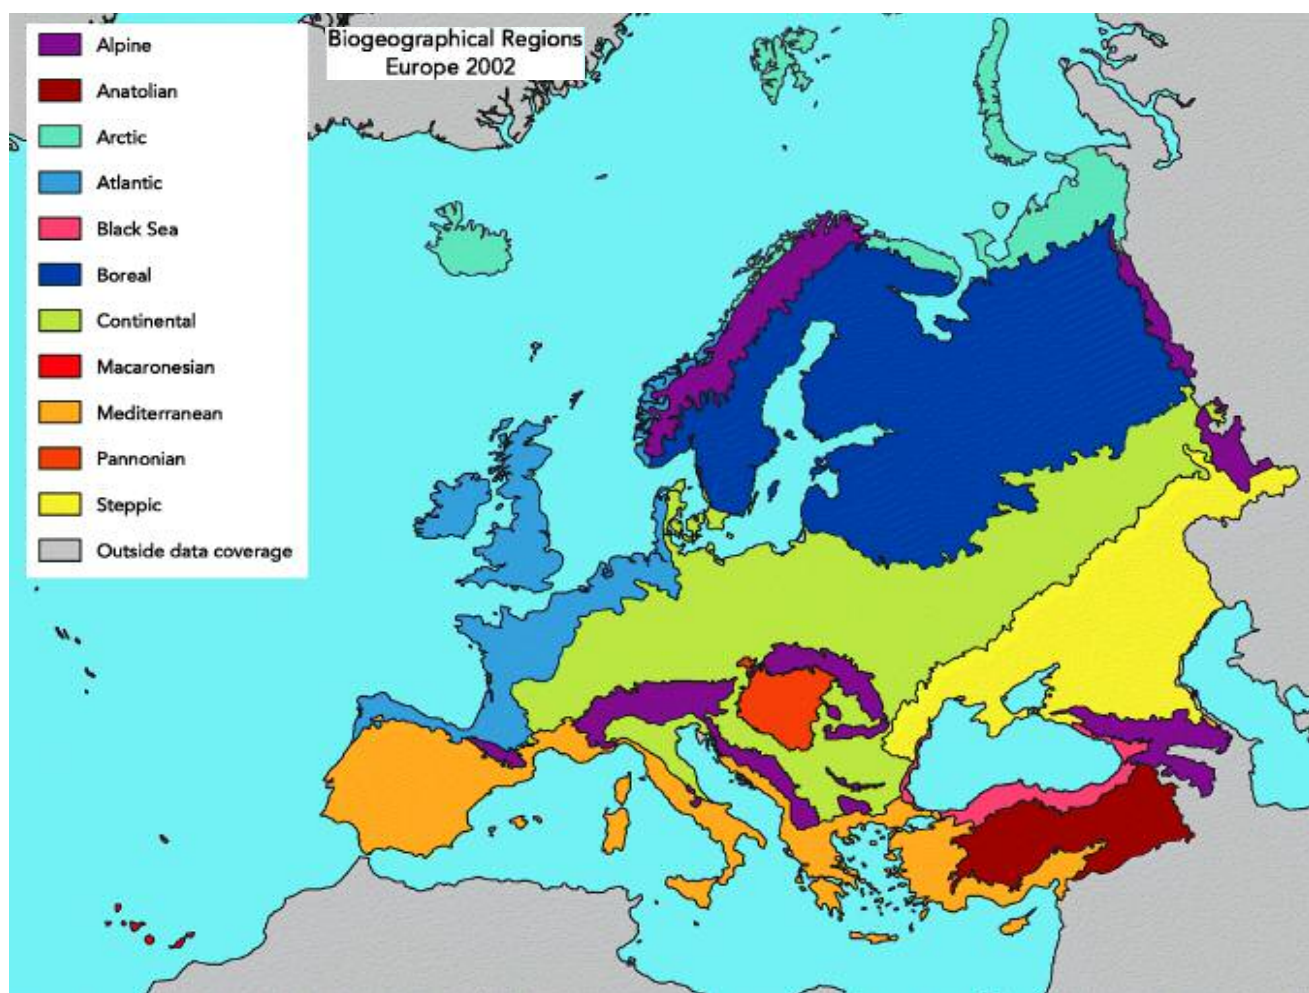 Biogeographical Regions
Europe 2002
Alpine
Anatolian
Arctic
Atlantic
Black Sea
Boreal
Continental
Macaronesian
Mediterranean
Pannonian
Steppic
Outside data coverage